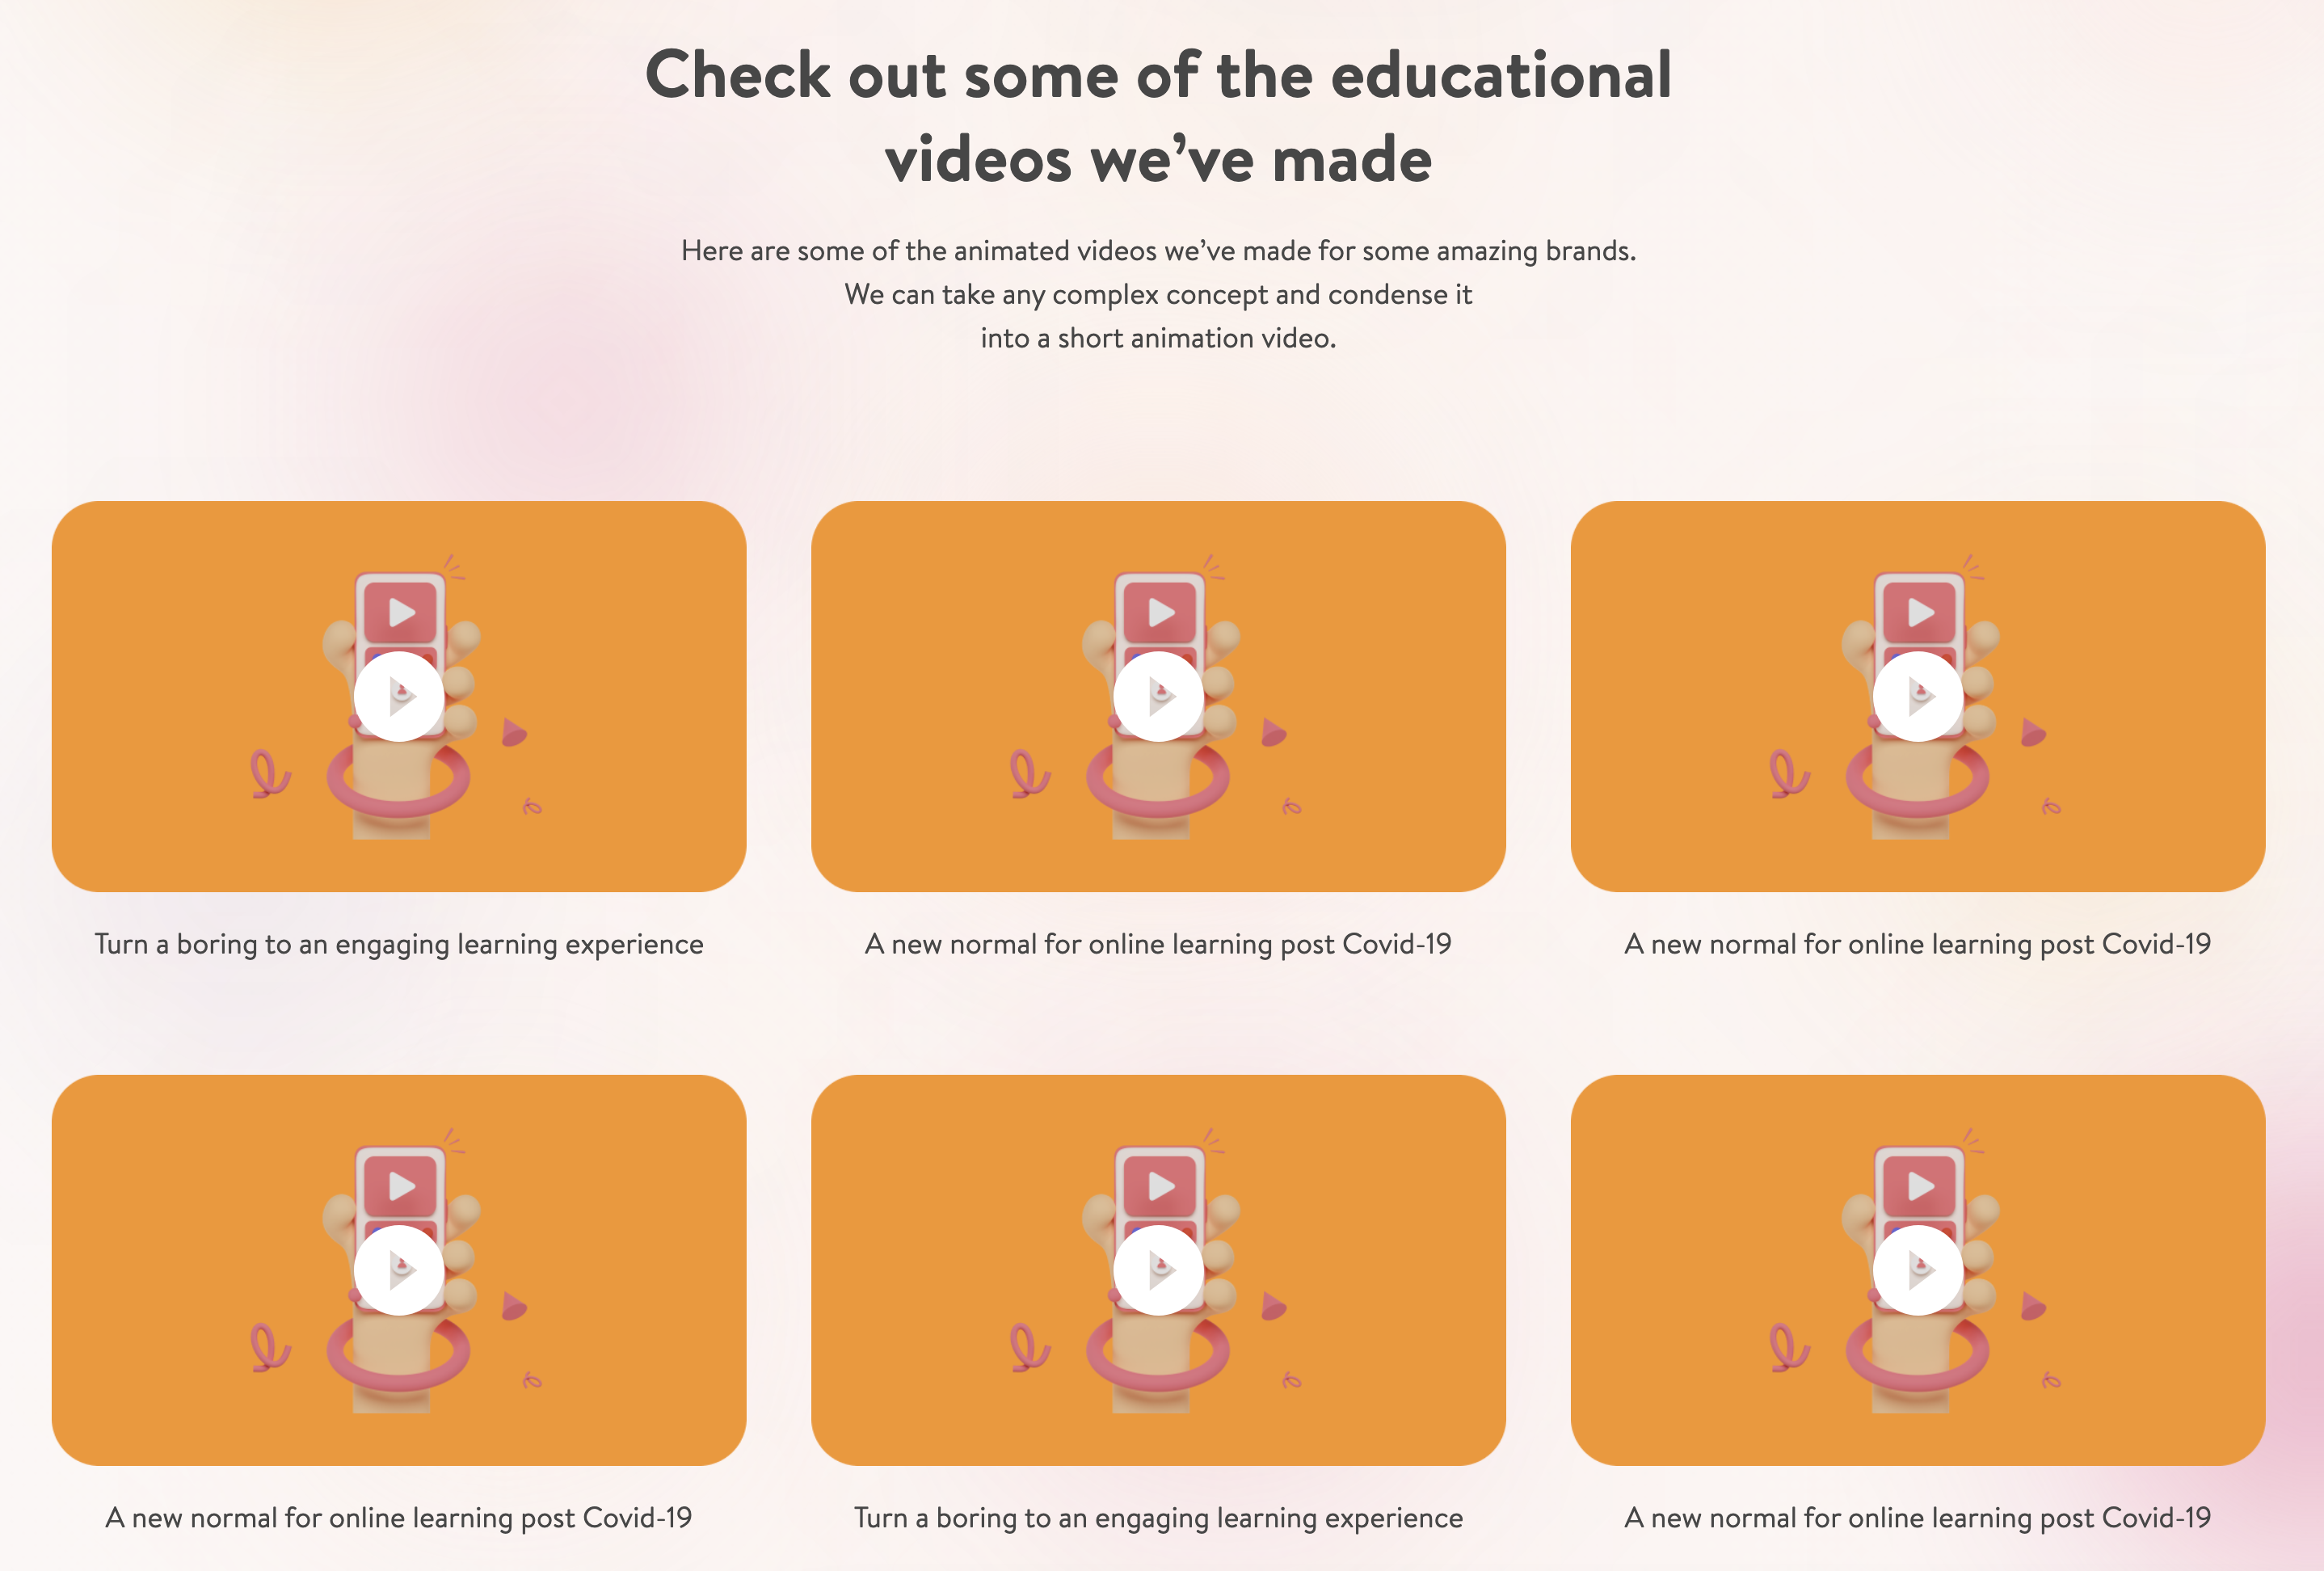 Check out some of the educational
videos we’ve made
Here are some of the animated videos we’ve made for some amazing brands.
We can take any complex concept and condense it
into a short animation video.
Turn a boring to an engaging learning experience
A new normal for online learning post Covid-19
A new normal for online learning post Covid-19
A new normal for online learning post Covid-19
Turn a boring to an engaging learning experience
A new normal for online learning post Covid-19